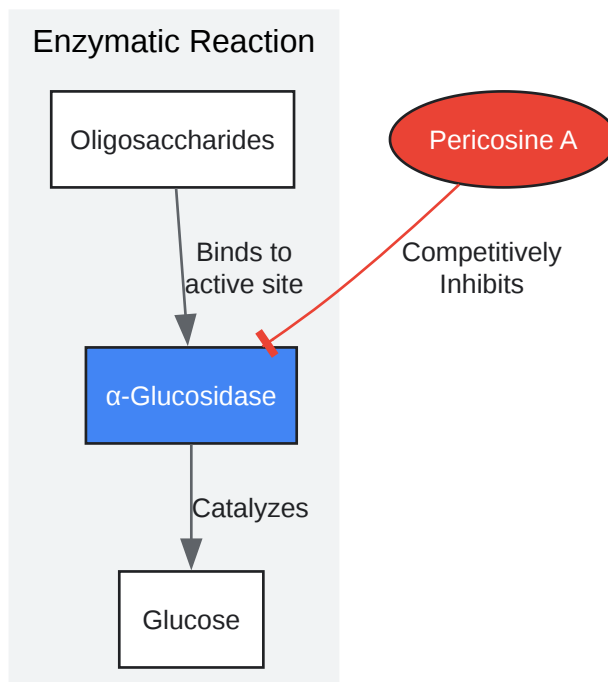 Enzymatic Reaction
Oligosaccharides
Pericosine A
Binds to
active site
Competitively
Inhibits
α-Glucosidase
Catalyzes
Glucose